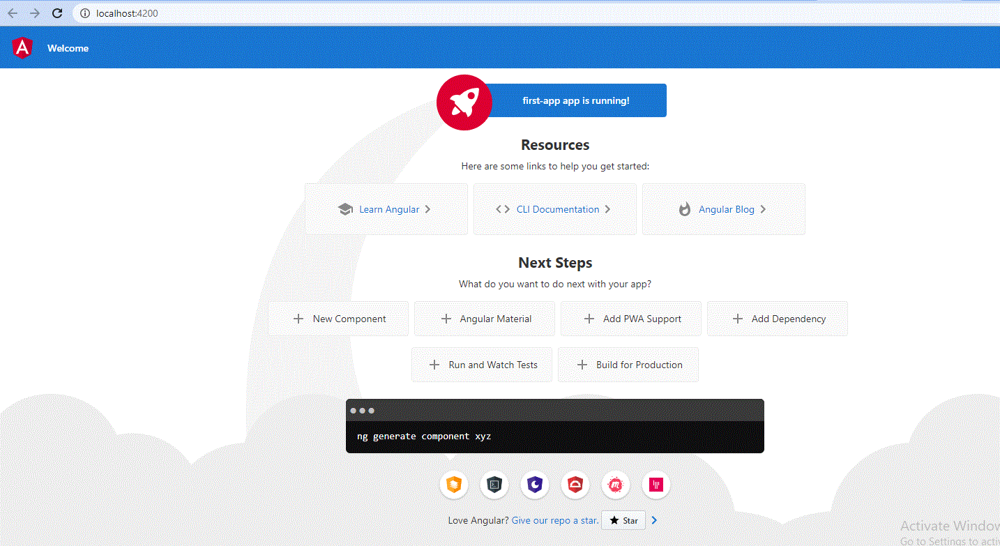 localhost:4200
Welcome
first-app app is running!
Resources
Here are some links to help you get started:
Learn Angular
CLI Documentation
Angular Blog
Next Steps
What do you want to do next with your app?
New Component
Angular Material
Add PWA Support
Add Dependency
Run and Watch Tests
Build for Production
ng generate component xyz
Love Angular? Give our repo a star. Star
Activate Window
Go to Settings to activ